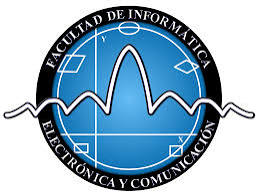 FACULTAD DE INFORMÁTICA
Y
X
ELECTRÓNICA Y COMUNICACIÓN